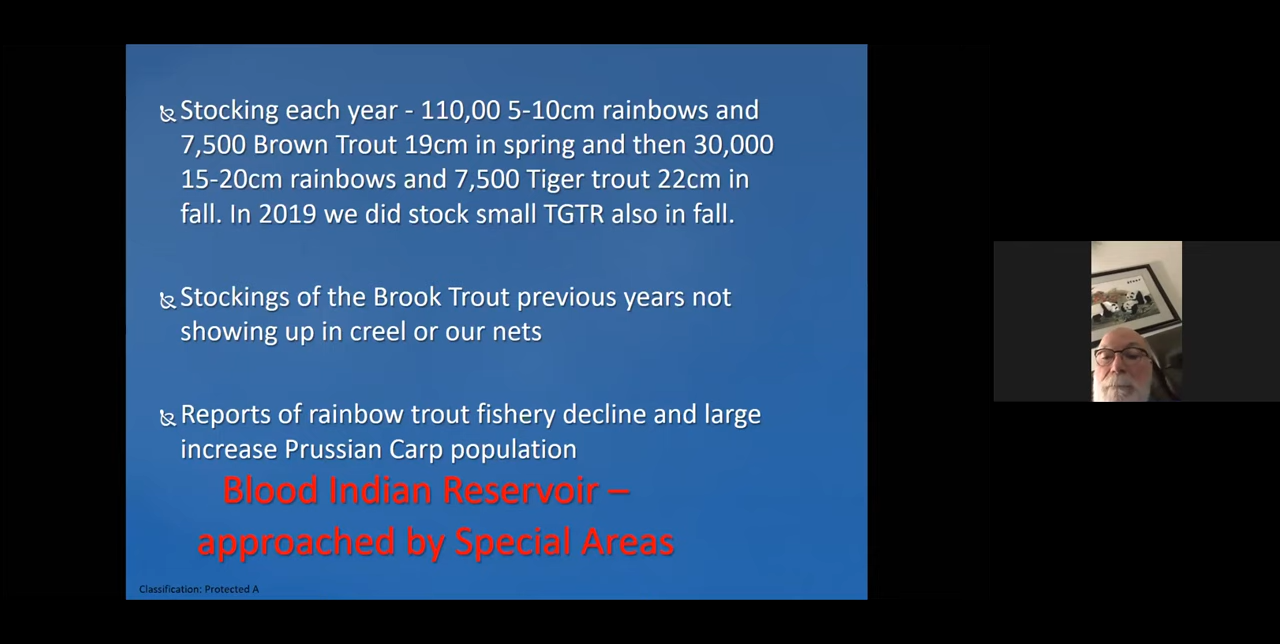 Stocking each year - 110,00 5-10cm rainbows and
7,500 Brown Trout 19cm in spring and then 30,000
15-20cm rainbows and 7,500 Tiger trout 22cm in
fall. In 2019 we did stock small TGTR also in fall.
Stockings of the Brook Trout previous years not
showing up in creel or our nets
Reports of rainbow trout fishery decline and large
increase Prussian Carp population
Blood Indian Reservoir –
approached by Special Areas
Classification: Protected A